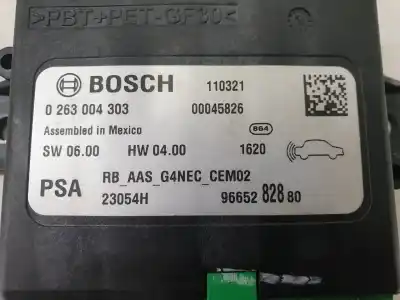 >PBT+PET-GF30<
BOSCH 110321
0 263 004 303 00045826
Assembled in Mexico 864
SW 06.00 HW 04.00 1620
PSA RB_AAS_G4NEC_CEM02
23054H 96652 828 80